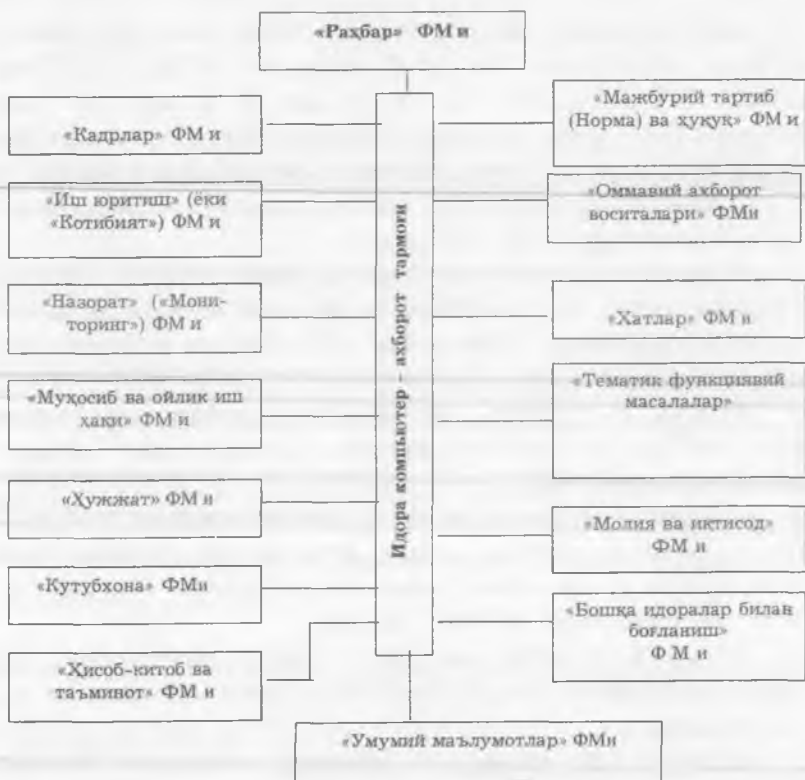 «Раҳбар» ФМ и
«Кадрлар» ФМ и
«Иш юритиш» (ёки
«Котибият») ФМ и
«Назорат» («Мони-
торинг») ФМ и
«Муҳосиб ва ойлик иш
хақи» ФМ и
«Ҳужжат» ФМ и
«Кутубхона» ФМи
«Ҳисоб-китоб ва
таъминот» ФМ и
Идора компьютер – ахборот тармоғи
«Мажбурий тартиб
(Норма) ва ҳуқуқ» ФМ и
«Оммавий ахборот
воситалари» ФМи
«Хатлар» ФМ и
«Тематик функциявий
масалалар»
«Молия ва иқтисод»
ФМ и
«Бошқа идоралар билан
боғланиш»
Ф М и
«Умумий маълумотлар» ФМи